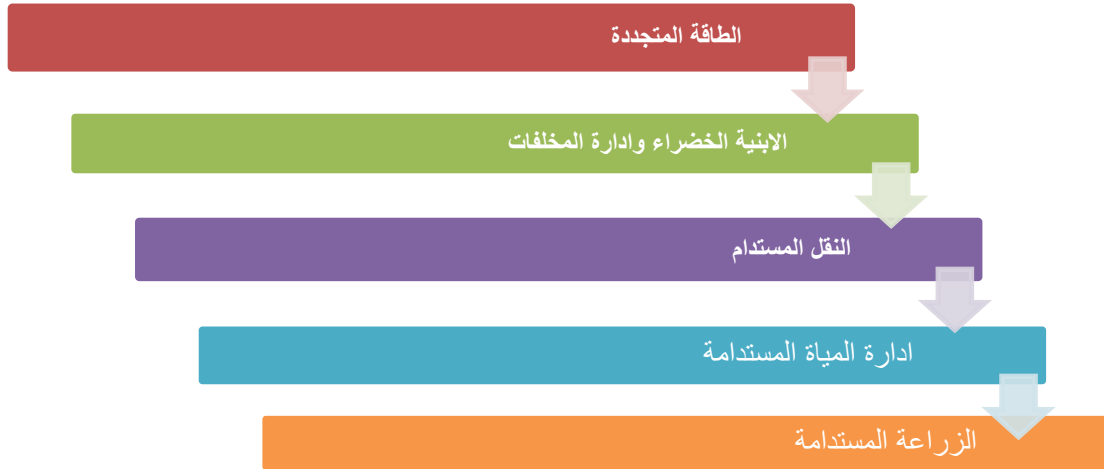 الطاقة المتجددة
الابنية الخضراء وادارة المخلفات
النقل المستدام
ادارة المياة المستدامة
الزراعة المستدامة